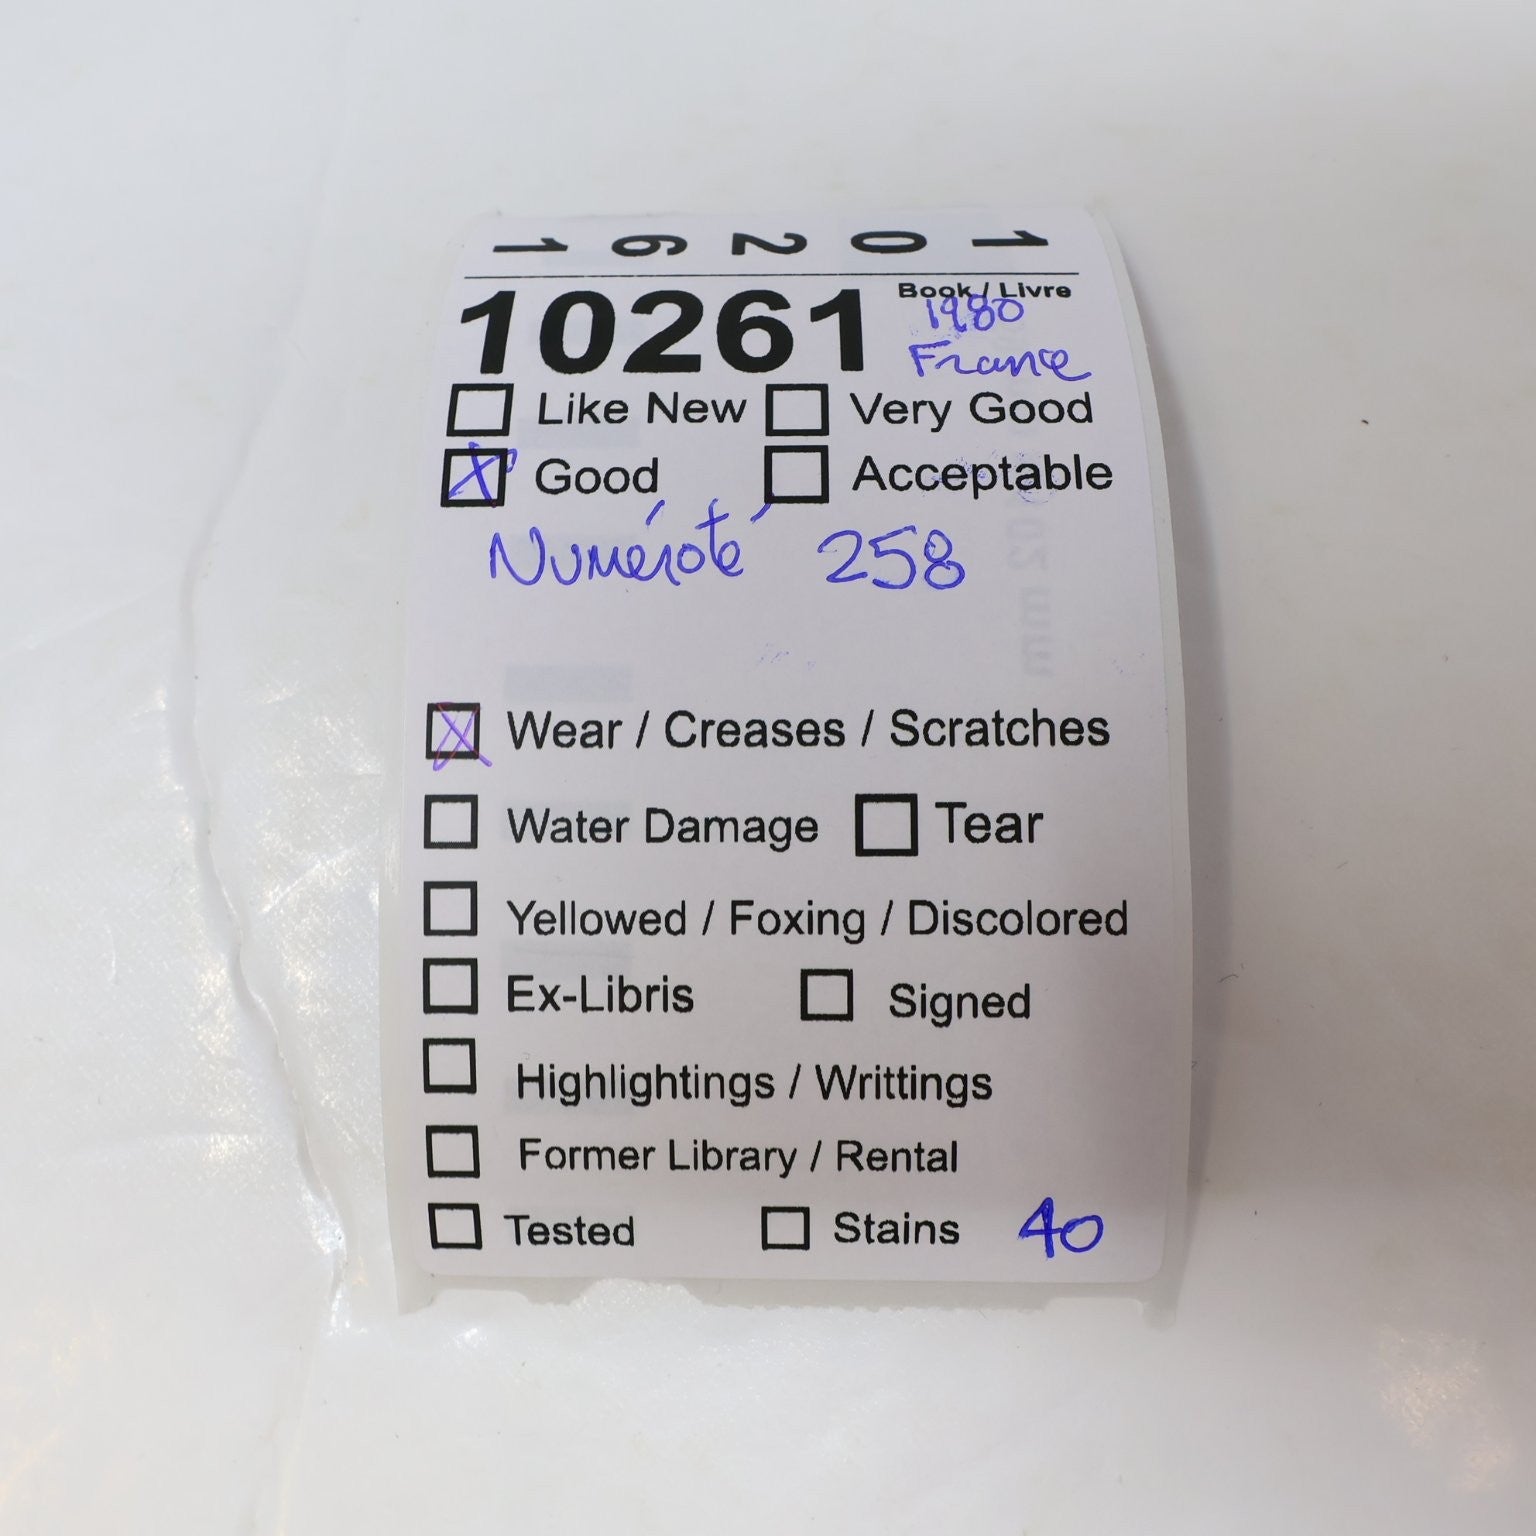 10261
10261 Book / Livre
1980
France
Like New Very Good
Good Acceptable
Numéroté 258
Wear / Creases / Scratches
Water Damage Tear
Yellowed / Foxing / Discolored
Ex-Libris Signed
Highlightings / Writtings
Former Library / Rental
Tested Stains 40